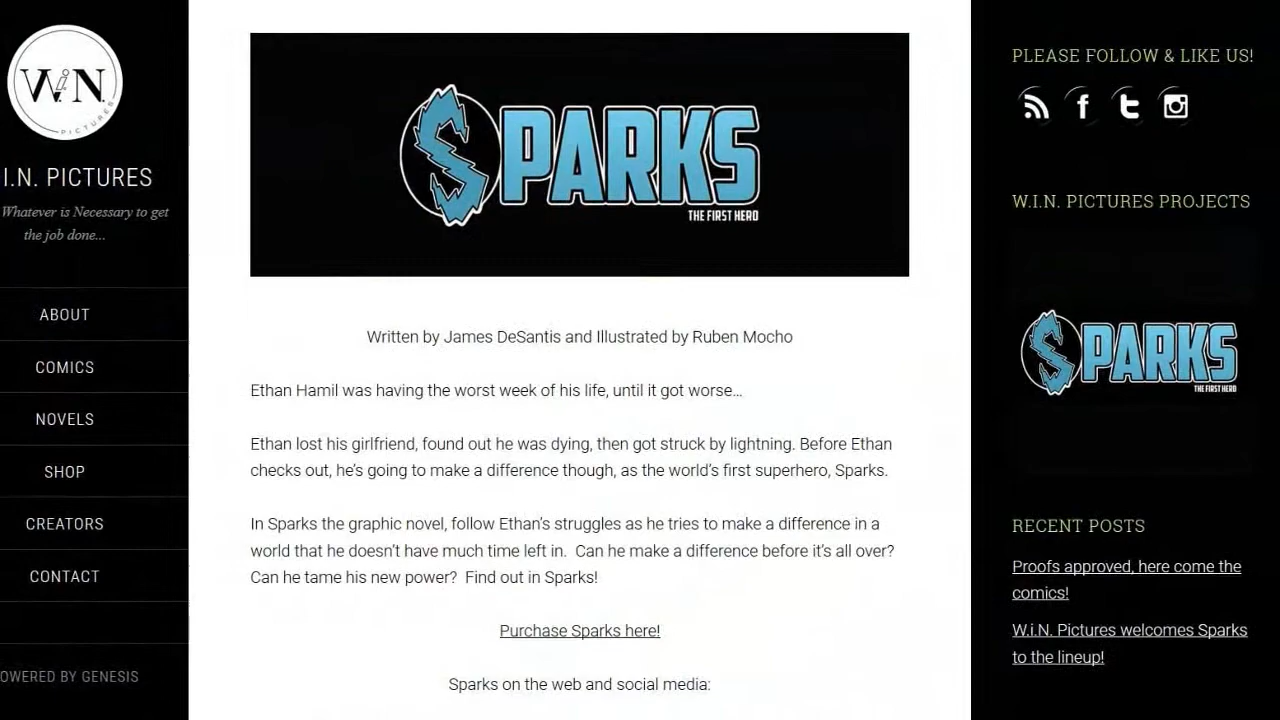 W.i.N.
PICTURES
I.N. PICTURES
Whatever is Necessary to get
the job done...
ABOUT
COMICS
NOVELS
SHOP
CREATORS
CONTACT
OWERED BY GENESIS
SPARKS
THE FIRST HERO
Written by James DeSantis and Illustrated by Ruben Mocho
Ethan Hamil was having the worst week of his life, until it got worse…
Ethan lost his girlfriend, found out he was dying, then got struck by lightning. Before Ethan
checks out, he’s going to make a difference though, as the world’s first superhero, Sparks.
In Sparks the graphic novel, follow Ethan’s struggles as he tries to make a difference in a
world that he doesn’t have much time left in.  Can he make a difference before it’s all over?
Can he tame his new power?  Find out in Sparks!
Purchase Sparks here!
Sparks on the web and social media:
PLEASE FOLLOW & LIKE US!
W.I.N. PICTURES PROJECTS
SPARKS
THE FIRST HERO
RECENT POSTS
Proofs approved, here come the
comics!
W.i.N. Pictures welcomes Sparks
to the lineup!